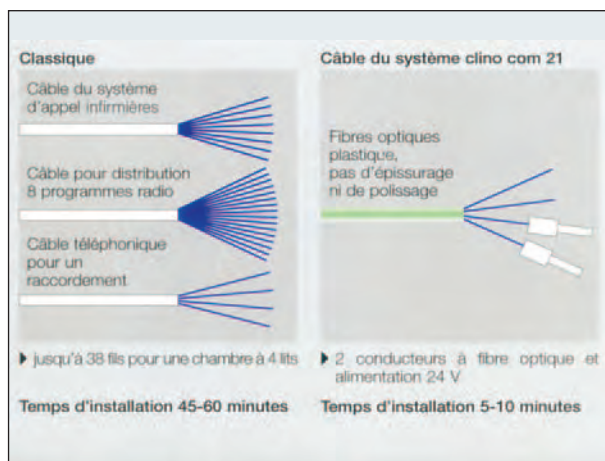 Classique
Câble du système
d'appel infirmières
Câble pour distribution
8 programmes radio
Câble téléphonique
pour un
raccordement
jusqu'à 38 fils pour une chambre à 4 lits
Temps d'installation 45-60 minutes
Câble du système clino com 21
Fibres optiques
plastique,
pas d'épissurage
ni de polissage
2 conducteurs à fibre optique et
alimentation 24 V
Temps d'installation 5-10 minutes